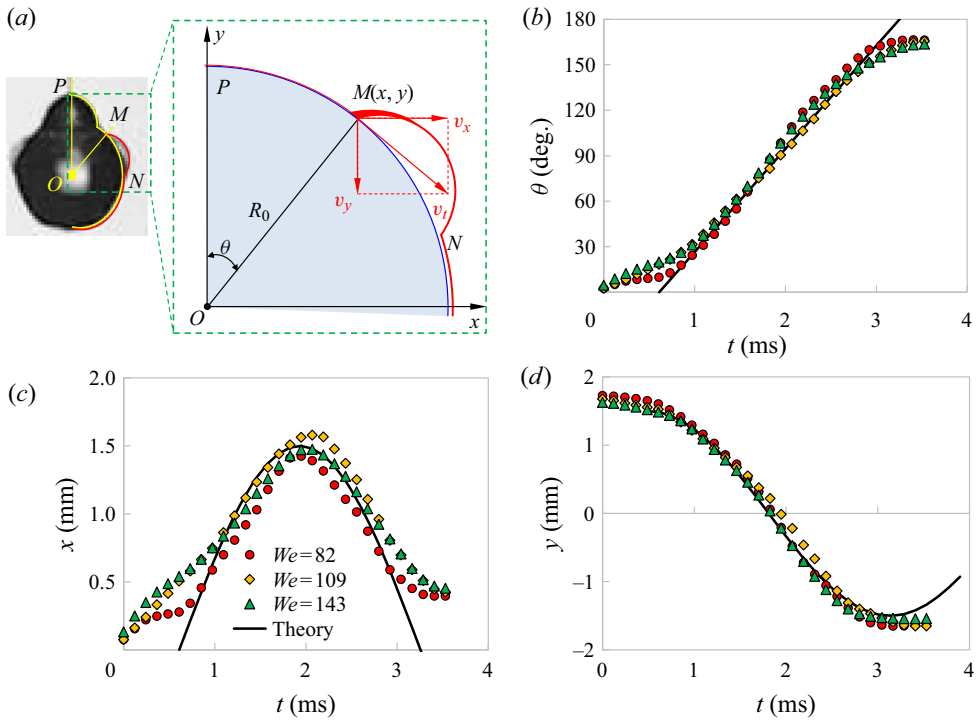 (a)
P
M
O
N
y
P
M(x, y)
v_x
v_y
v_t
R_0
θ
N
O
x
(b)
θ (deg.)
180
150
120
90
60
30
0
1
2
3
4
t (ms)
(c)
x (mm)
2.0
1.5
1.0
0.5
We=82
We=109
We=143
Theory
0
1
2
3
4
t (ms)
(d)
y (mm)
2
1
0
−1
−2
0
1
2
3
4
t (ms)